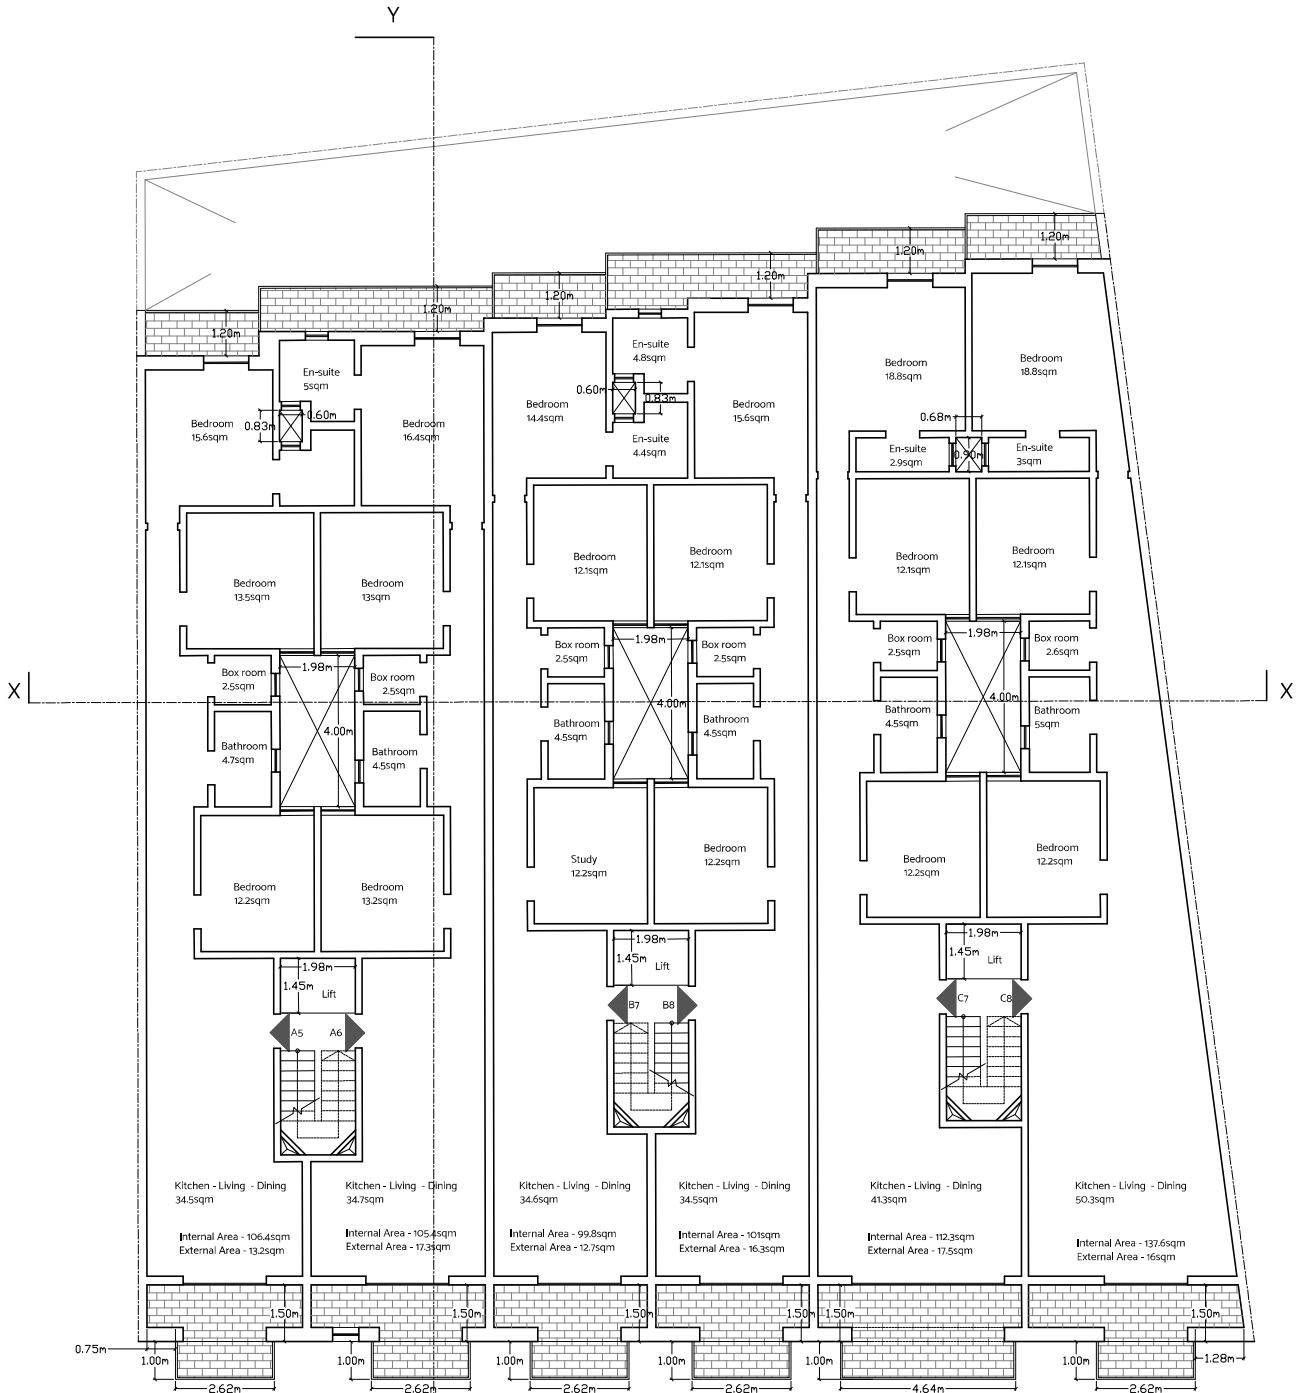 Y
1.20m
1.20m
1.20m
1.20m
1.20m
1.20m
En-suite
5sqm
0.60m
0.83m
Bedroom
15.6sqm
Bedroom
16.4sqm
En-suite
4.8sqm
0.60m
0.83m
Bedroom
14.4sqm
En-suite
4.4sqm
Bedroom
15.6sqm
Bedroom
18.8sqm
Bedroom
18.8sqm
0.68m
En-suite
2.9sqm
0.90m
En-suite
3sqm
Bedroom
13.5sqm
Bedroom
13sqm
Bedroom
12.1sqm
Bedroom
12.1sqm
Bedroom
12.1sqm
Bedroom
12.1sqm
Box room
2.5sqm
1.98m
Box room
2.5sqm
Box room
2.5sqm
1.98m
Box room
2.5sqm
Box room
2.5sqm
1.98m
Box room
2.6sqm
X
X
4.00m
4.00m
4.00m
Bathroom
4.7sqm
Bathroom
4.5sqm
Bathroom
4.5sqm
Bathroom
4.5sqm
Bathroom
4.5sqm
Bathroom
5sqm
Bedroom
12.2sqm
Bedroom
13.2sqm
Study
12.2sqm
Bedroom
12.2sqm
Bedroom
12.2sqm
Bedroom
12.2sqm
1.98m
1.45m
Lift
1.98m
1.45m
Lift
1.98m
1.45m
Lift
A5
A6
B7
B8
C7
C8
Kitchen - Living - Dining
34.5sqm
Internal Area - 106.4sqm
External Area - 13.2sqm
Kitchen - Living - Dining
34.7sqm
Internal Area - 105.4sqm
External Area - 17.3sqm
Kitchen - Living - Dining
34.6sqm
Internal Area - 99.8sqm
External Area - 12.7sqm
Kitchen - Living - Dining
34.5sqm
Internal Area - 101sqm
External Area - 16.3sqm
Kitchen - Living - Dining
41.3sqm
Internal Area - 112.3sqm
External Area - 17.5sqm
Kitchen - Living - Dining
50.3sqm
Internal Area - 137.6sqm
External Area - 16sqm
1.50m
1.50m
1.50m
1.50m
1.50m
1.50m
0.75m
1.00m
1.00m
1.00m
1.00m
1.00m
1.00m
1.28m
2.62m
2.62m
2.62m
2.62m
4.64m
2.62m